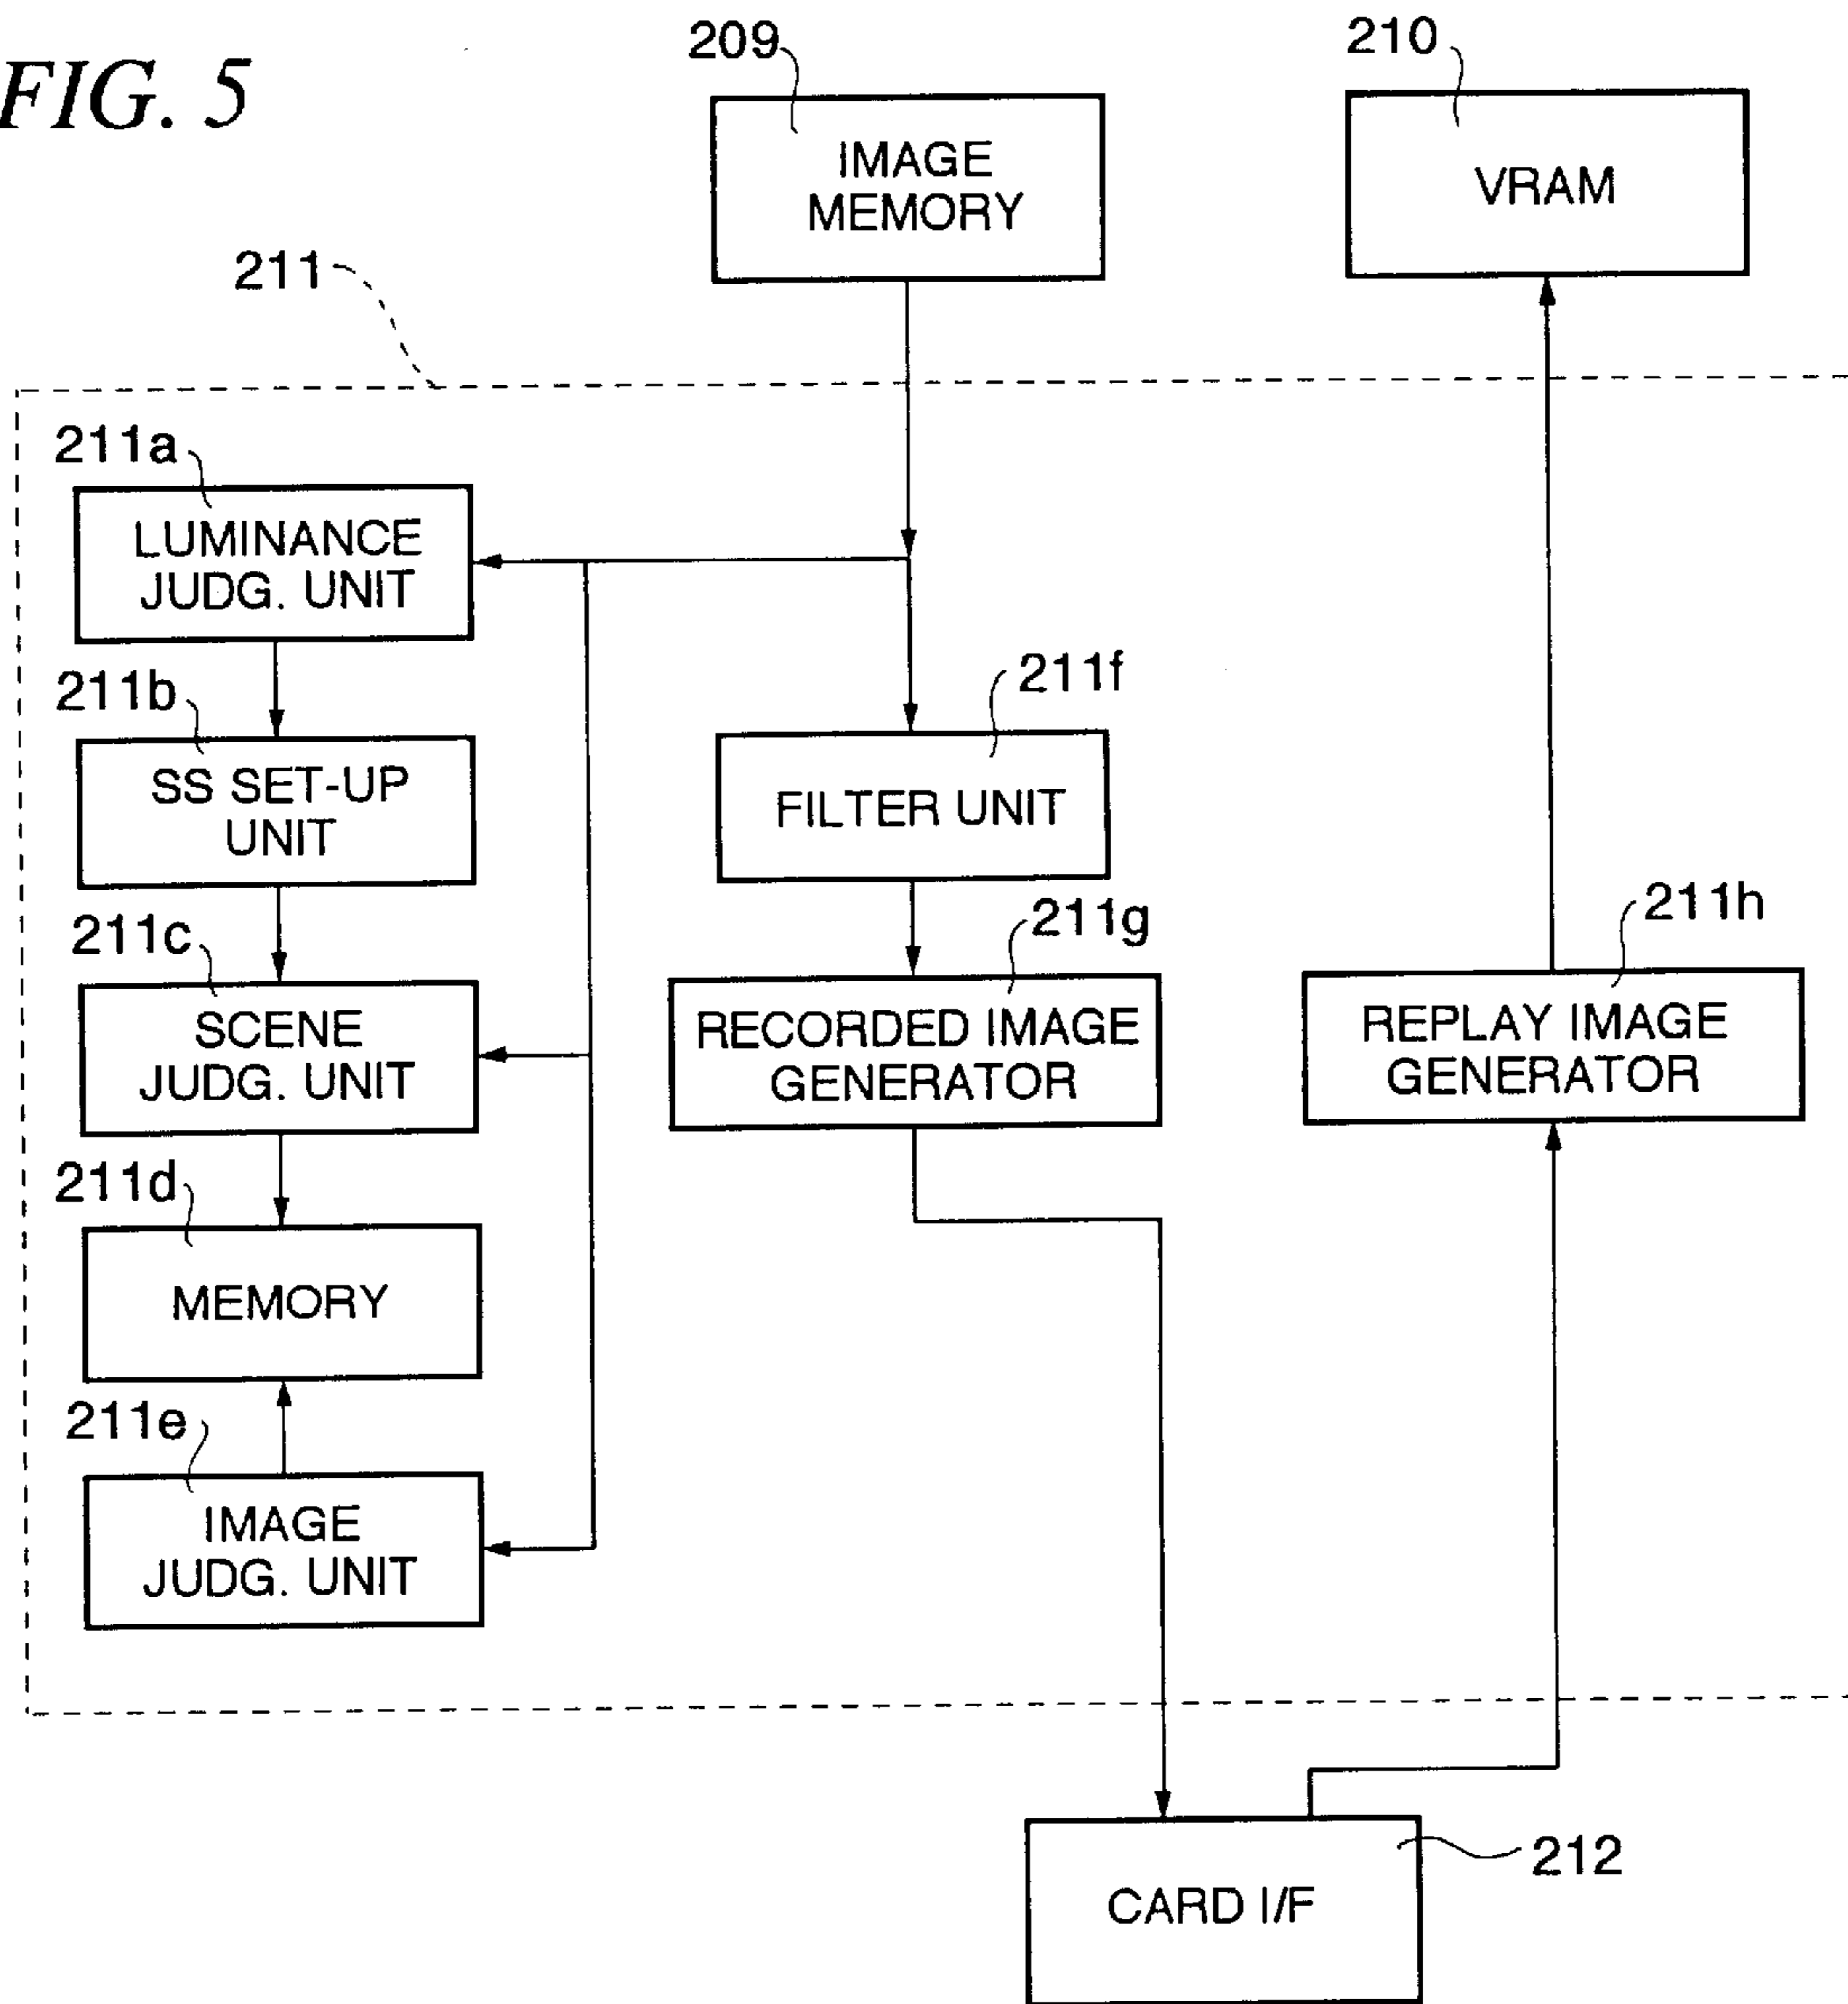 FIG. 5
209
210
IMAGE
MEMORY
VRAM
211
211a
LUMINANCE
JUDG. UNIT
211b
SS SET-UP
UNIT
211f
FILTER UNIT
211c
SCENE
JUDG. UNIT
211g
RECORDED IMAGE
GENERATOR
211h
REPLAY IMAGE
GENERATOR
211d
MEMORY
211e
IMAGE
JUDG. UNIT
212
CARD I/F